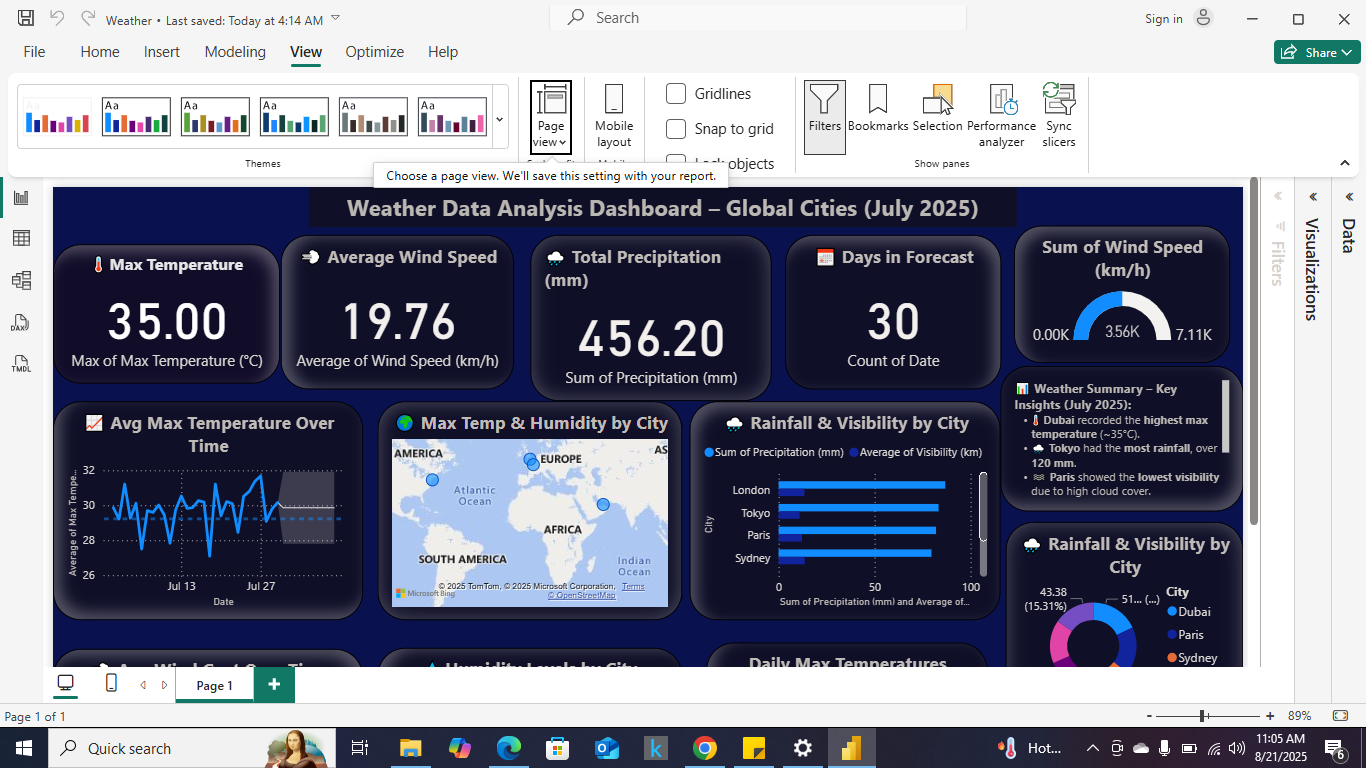 Weather • Last saved: Today at 4:14 AM
Search
Sign in
File Home Insert Modeling View Optimize Help
Share
Aa Aa Aa Aa Aa Aa
Themes
Page
view
Mobile
layout
Gridlines
Snap to grid
Lock objects
Filters
Bookmarks
Selection
Performance
analyzer
Sync
slicers
Show panes
Choose a page view. We'll save this setting with your report.
DAX
TMDL
Weather Data Analysis Dashboard – Global Cities (July 2025)
Max Temperature
35.00
Max of Max Temperature (°C)
Average Wind Speed
19.76
Average of Wind Speed (km/h)
Total Precipitation
(mm)
456.20
Sum of Precipitation (mm)
Days in Forecast
30
Count of Date
Sum of Wind Speed
(km/h)
0.00K
3.56K
7.11K
Weather Summary – Key
Insights (July 2025):
• Dubai recorded the highest max
temperature (~35°C).
• Tokyo had the most rainfall, over
120 mm.
• Paris showed the lowest visibility
due to high cloud cover.
Avg Max Temperature Over
Time
Average of Max Tempe...
32
30
28
26
Jul 13
Jul 27
Date
Max Temp & Humidity by City
AMERICA
EUROPE
AS
Atlantic
Ocean
AFRICA
SOUTH AMERICA
Indian
Ocean
© 2025 TomTom, © 2025 Microsoft Corporation, Terms
© OpenStreetMap
Microsoft Bing
Rainfall & Visibility by City
Sum of Precipitation (mm)
Average of Visibility (km)
City
London
Tokyo
Paris
Sydney
0
50
100
Sum of Precipitation (mm) and Average of...
Rainfall & Visibility by
City
43.38
(15.31%)
51... (...)
City
Dubai
Paris
Sydney
Humidity Levels by City
Daily Max Temperatures
Filters
Visualizations
Data
Page 1
+
Page 1 of 1
- + 89%
Quick search
k
Hot...
11:05 AM
8/21/2025
6